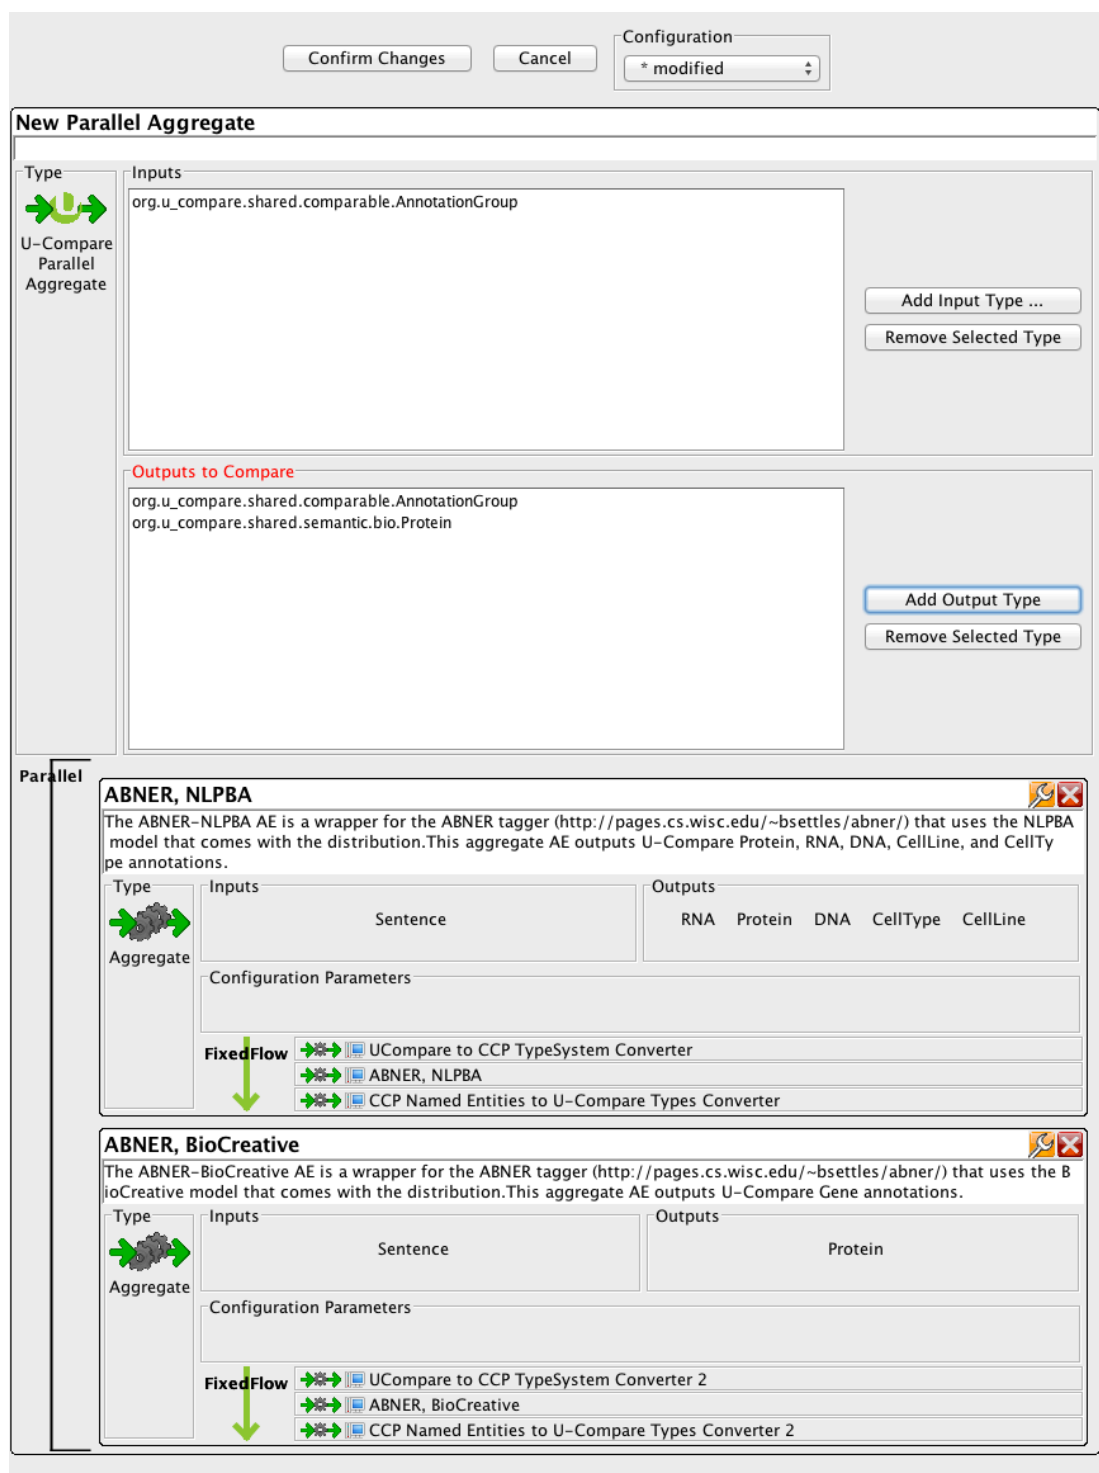 Configuration
Confirm Changes
Cancel
* modified
New Parallel Aggregate
Type
Inputs
org.u_compare.shared.comparable.AnnotationGroup
U-Compare
Parallel
Aggregate
Add Input Type ...
Remove Selected Type
Outputs to Compare
org.u_compare.shared.comparable.AnnotationGroup
org.u_compare.shared.semantic.bio.Protein
Add Output Type
Remove Selected Type
Parallel
ABNER, NLPBA
The ABNER-NLPBA AE is a wrapper for the ABNER tagger (http://pages.cs.wisc.edu/~bsettles/abner/) that uses the NLPBA
model that comes with the distribution.This aggregate AE outputs U-Compare Protein, RNA, DNA, CellLine, and CellTy
pe annotations.
Type
Inputs
Outputs
Sentence
RNA Protein DNA CellType CellLine
Aggregate
Configuration Parameters
FixedFlow
UCompare to CCP TypeSystem Converter
ABNER, NLPBA
CCP Named Entities to U-Compare Types Converter
ABNER, BioCreative
The ABNER-BioCreative AE is a wrapper for the ABNER tagger (http://pages.cs.wisc.edu/~bsettles/abner/) that uses the B
ioCreative model that comes with the distribution.This aggregate AE outputs U-Compare Gene annotations.
Type
Inputs
Outputs
Sentence
Protein
Aggregate
Configuration Parameters
FixedFlow
UCompare to CCP TypeSystem Converter 2
ABNER, BioCreative
CCP Named Entities to U-Compare Types Converter 2